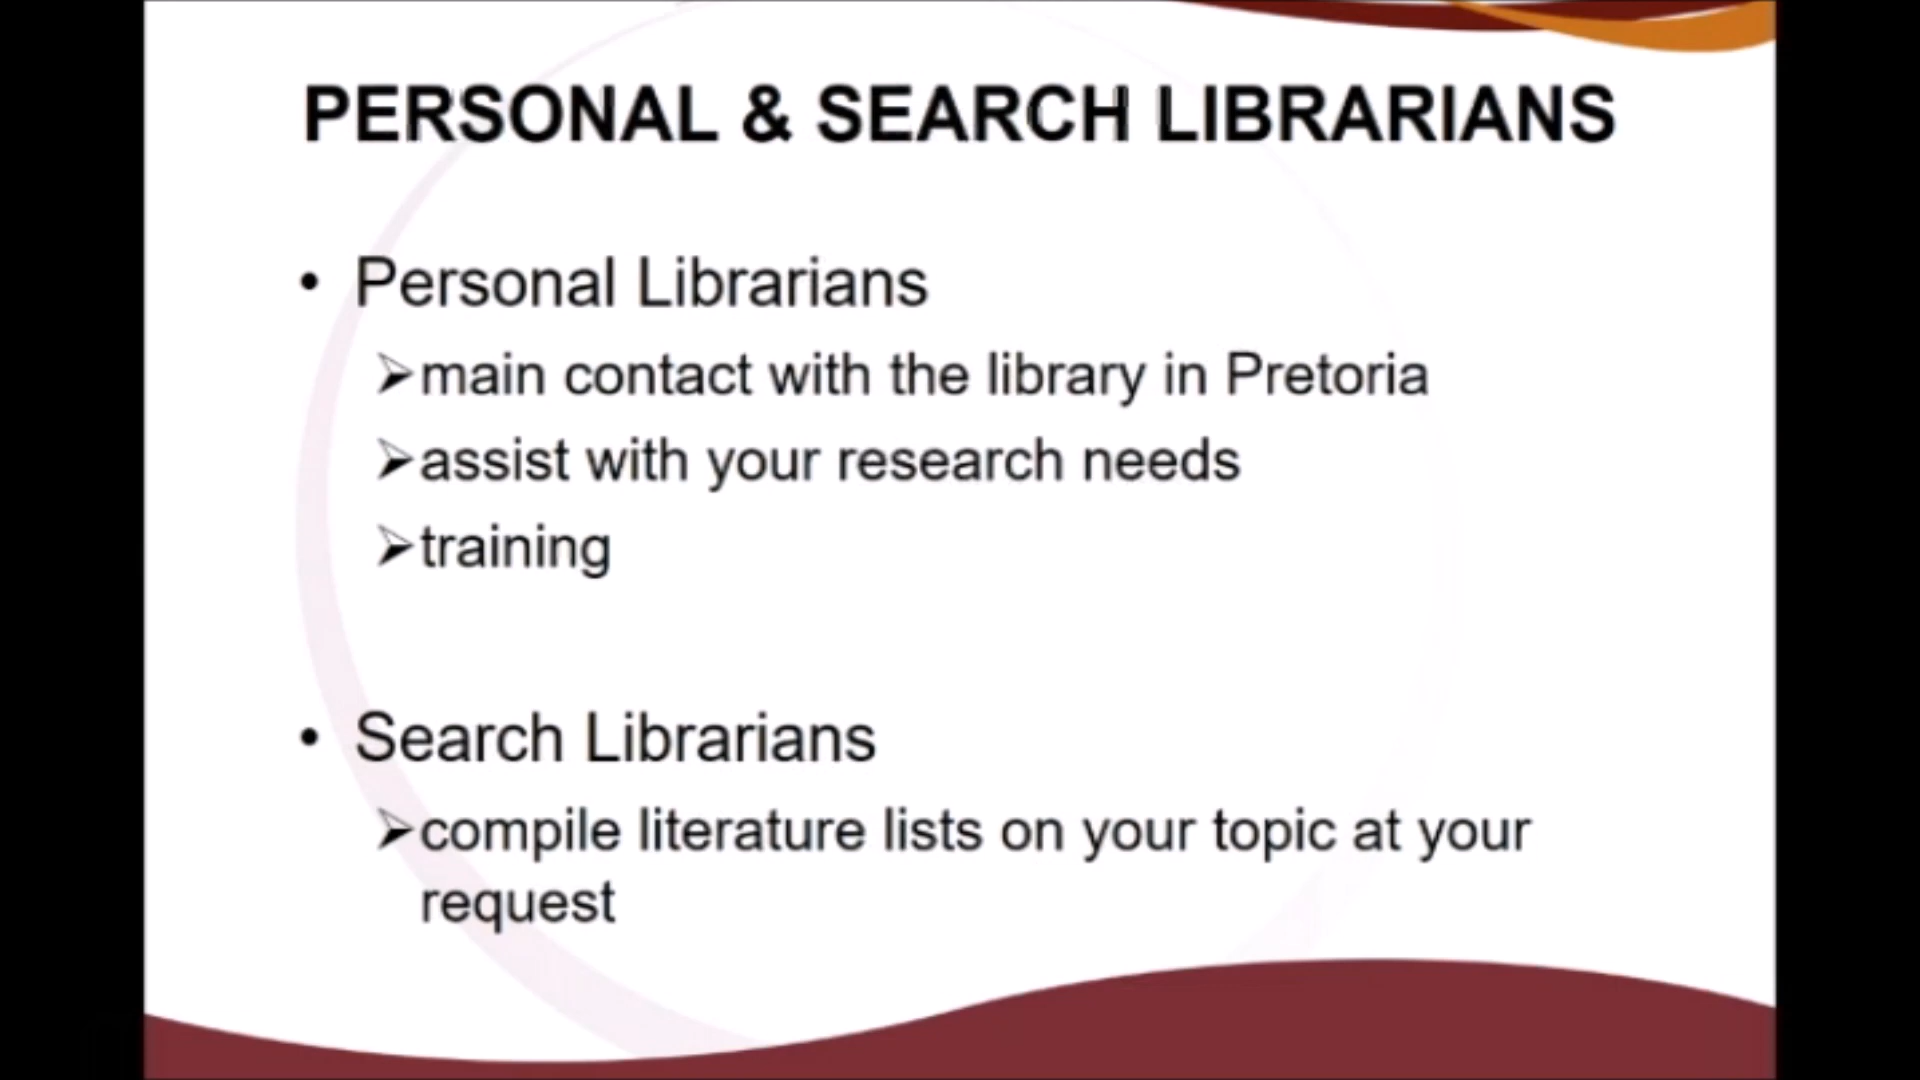 PERSONAL & SEARCH LIBRARIANS
• Personal Librarians
➢main contact with the library in Pretoria
➢assist with your research needs
➢training
• Search Librarians
➢compile literature lists on your topic at your
request